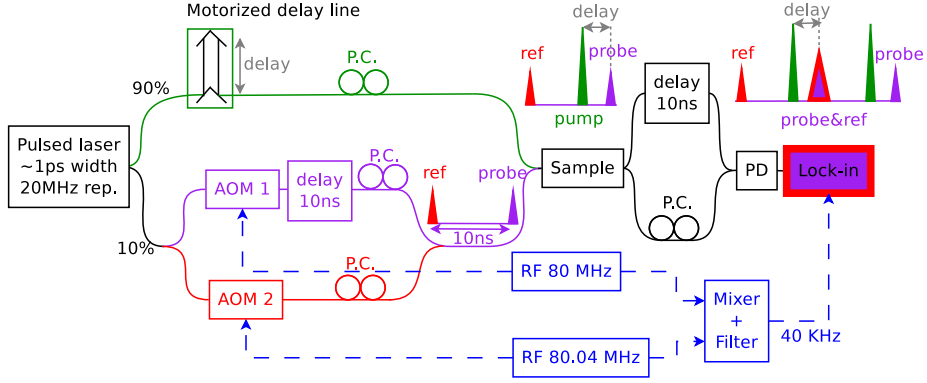 Motorized delay line
delay
90%
P.C.
Pulsed laser
~1ps width
20MHz rep.
10%
AOM 1
delay
10ns
P.C.
ref
probe
10ns
AOM 2
P.C.
delay
ref
probe
pump
Sample
delay
10ns
P.C.
delay
ref
probe
probe&ref
PD
Lock-in
RF 80 MHz
RF 80.04 MHz
Mixer
+
Filter
40 KHz